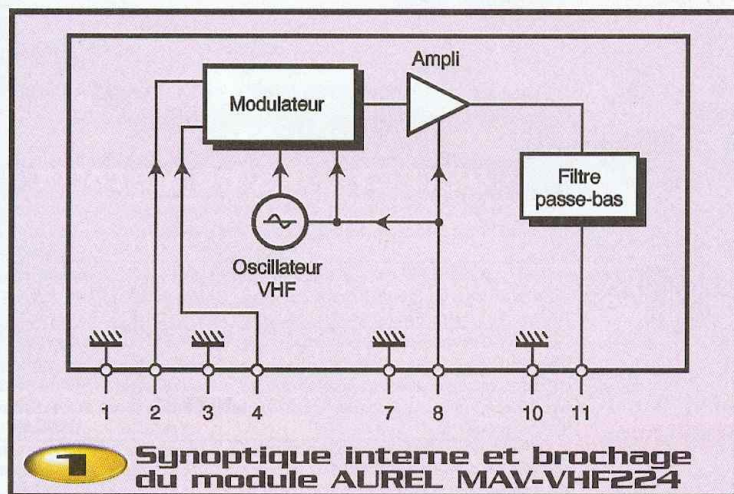 Ampli
Modulateur
Filtre
passe-bas
Oscillateur
VHF
1 2 3 4 7 8 10 11
1 Synoptique interne et brochage
du module AUREL MAV-VHF224